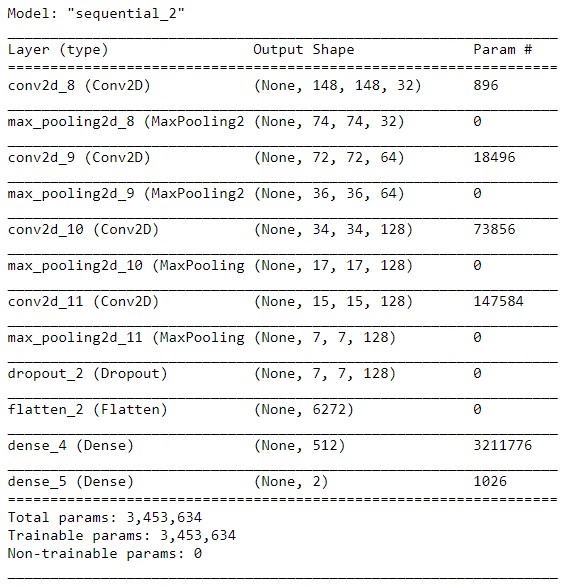 Model: "sequential_2"
Layer (type) Output Shape Param #
conv2d_8 (Conv2D) (None, 148, 148, 32) 896
max_pooling2d_8 (MaxPooling2 (None, 74, 74, 32) 0
conv2d_9 (Conv2D) (None, 72, 72, 64) 18496
max_pooling2d_9 (MaxPooling2 (None, 36, 36, 64) 0
conv2d_10 (Conv2D) (None, 34, 34, 128) 73856
max_pooling2d_10 (MaxPooling (None, 17, 17, 128) 0
conv2d_11 (Conv2D) (None, 15, 15, 128) 147584
max_pooling2d_11 (MaxPooling (None, 7, 7, 128) 0
dropout_2 (Dropout) (None, 7, 7, 128) 0
flatten_2 (Flatten) (None, 6272) 0
dense_4 (Dense) (None, 512) 3211776
dense_5 (Dense) (None, 2) 1026
Total params: 3,453,634
Trainable params: 3,453,634
Non-trainable params: 0